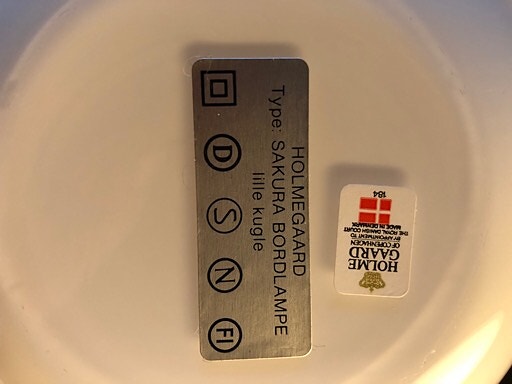 HOLMEGAARD
Type: SAKURA BORDLAMPE
lille kugle
D S N FI
HOLME
GAARD
OF COPENHAGEN
BY APPOINTMENT TO
THE ROYAL DANISH COURT
MADE IN DENMARK
184